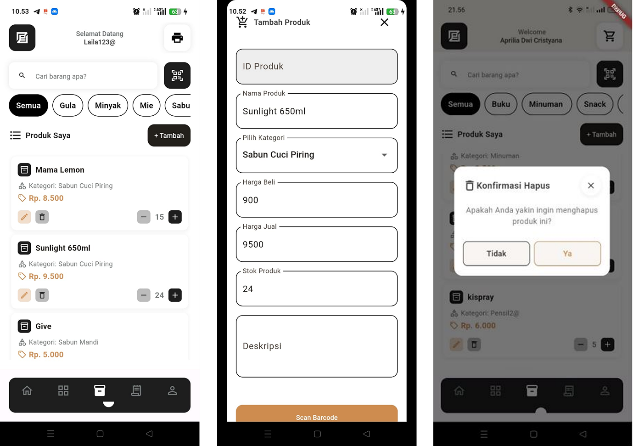 10.53
63
Selamat Datang
Laila123@
Cari barang apa?
Semua
Gula
Minyak
Mie
Sabu
Produk Saya
+ Tambah
Mama Lemon
Kategori: Sabun Cuci Piring
Rp. 8.500
15
Sunlight 650ml
Kategori: Sabun Cuci Piring
Rp. 9.500
24
Give
Kategori: Sabun Mandi
Rp. 5.000
10.52
63
Tambah Produk
ID Produk
Nama Produk
Sunlight 650ml
Pilih Kategori
Sabun Cuci Piring
Harga Beli
900
Harga Jual
9500
Stok Produk
24
Deskripsi
Scan Barcode
21.56
Welcome
Aprilia Dwi Cristyana
Cari barang apa?
Semua
Buku
Minuman
Snack
Produk Saya
+ Tambah
Kategori: Minuman
Konfirmasi Hapus
Apakah Anda yakin ingin menghapus
produk ini?
Tidak
Ya
kispray
Kategori: Pensil2@
Rp. 6.000
5